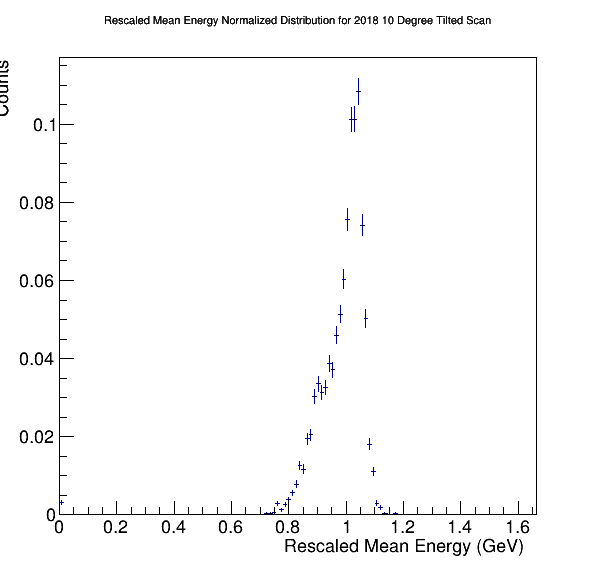 Rescaled Mean Energy Normalized Distribution for 2018 10 Degree Tilted Scan
Counts
0.1
0.08
0.06
0.04
0.02
0
0 0.2 0.4 0.6 0.8 1 1.2 1.4 1.6
Rescaled Mean Energy (GeV)